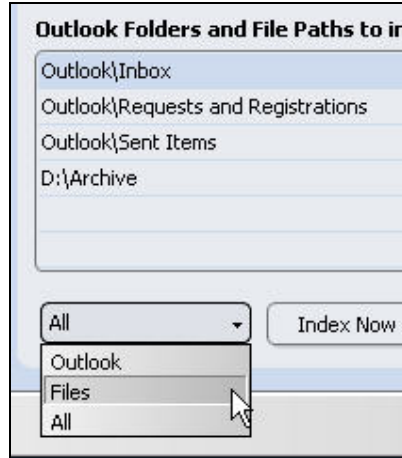 Outlook Folders and File Paths to
Outlook\Inbox
Outlook\Requests and Registrations
Outlook\Sent Items
D:\Archive
All
Index Now
Outlook
Files
All